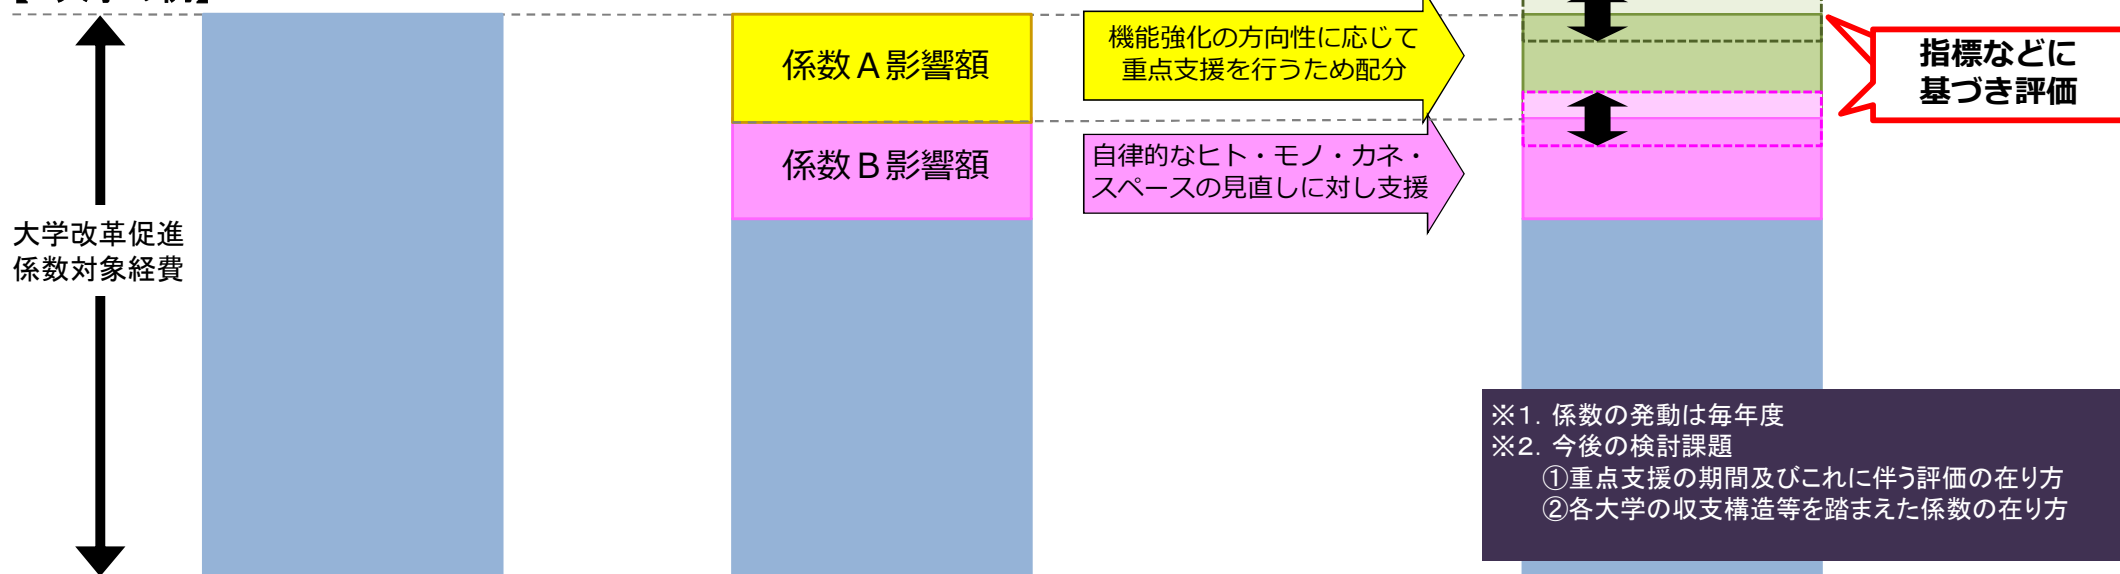 大学改革促進
係数対象経費
係数A影響額
係数B影響額
機能強化の方向性に応じて
重点支援を行うため配分
自律的なヒト・モノ・カネ・
スペースの見直しに対し支援
指標などに
基づき評価
※1. 係数の発動は毎年度
※2. 今後の検討課題
①重点支援の期間及びこれに伴う評価の在り方
②各大学の収支構造等を踏まえた係数の在り方